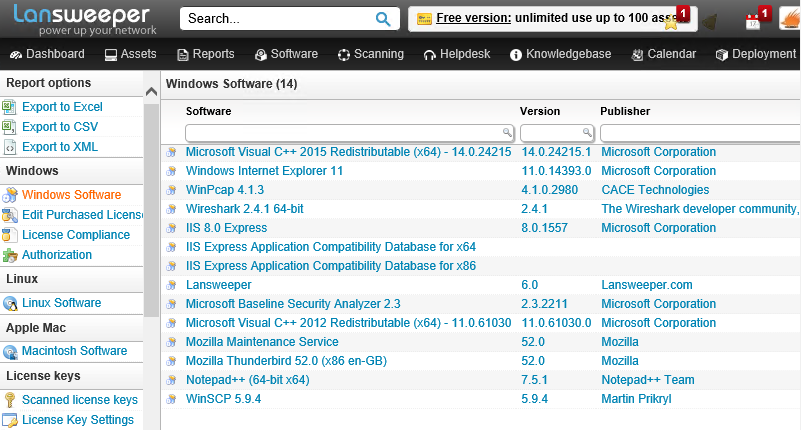 Lansweeper
power up your network
Search...
Free version: unlimited use up to 100 asse
1
1
Dashboard Assets Reports Software Scanning Helpdesk Knowledgebase Calendar Deployment
Report options
Export to Excel
Export to CSV
Export to XML
Windows
Windows Software
Edit Purchased License
License Compliance
Authorization
Linux
Linux Software
Apple Mac
Macintosh Software
License keys
Scanned license keys
License Key Settings
Windows Software (14)
Software Version Publisher
Microsoft Visual C++ 2015 Redistributable (x64) - 14.0.24215 14.0.24215.1 Microsoft Corporation
Windows Internet Explorer 11 11.0.14393.0 Microsoft Corporation
WinPcap 4.1.3 4.1.0.2980 CACE Technologies
Wireshark 2.4.1 64-bit 2.4.1 The Wireshark developer community,
IIS 8.0 Express 8.0.1557 Microsoft Corporation
IIS Express Application Compatibility Database for x64
IIS Express Application Compatibility Database for x86
Lansweeper 6.0 Lansweeper.com
Microsoft Baseline Security Analyzer 2.3 2.3.2211 Microsoft Corporation
Microsoft Visual C++ 2012 Redistributable (x64) - 11.0.61030 11.0.61030.0 Microsoft Corporation
Mozilla Maintenance Service 52.0 Mozilla
Mozilla Thunderbird 52.0 (x86 en-GB) 52.0 Mozilla
Notepad++ (64-bit x64) 7.5.1 Notepad++ Team
WinSCP 5.9.4 5.9.4 Martin Prikryl